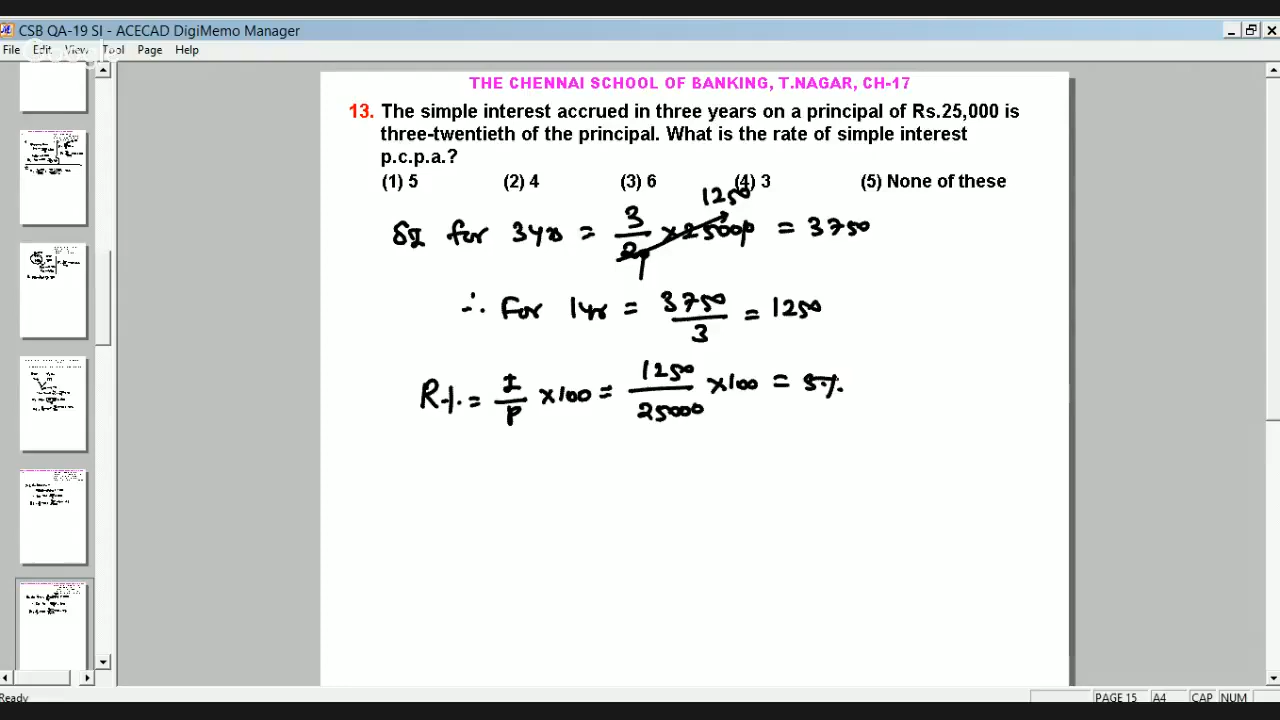 CSB QA-19 SI - ACECAD DigiMemo Manager
File Edit View Tool Page Help
Google
THE CHENNAI SCHOOL OF BANKING, T.NAGAR, CH-17
13. The simple interest accrued in three years on a principal of Rs.25,000 is
three-twentieth of the principal. What is the rate of simple interest
p.c.p.a.?
(1) 5 (2) 4 (3) 6 (4) 3 (5) None of these
1250
SI for 3yrs = 3/20 × 25000 = 3750
1
∴ For 1yr = 3750/3 = 1250
R%. = I/P ×100 = 1250/25000 ×100 = 5%
Ready PAGE 15 A4 CAP NUM